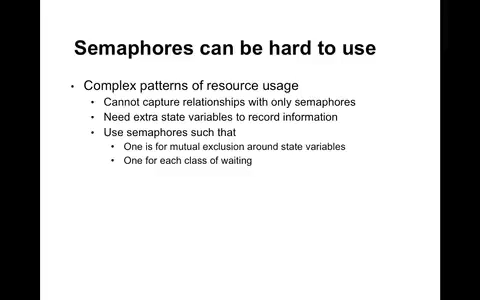 Semaphores can be hard to use
• Complex patterns of resource usage
• Cannot capture relationships with only semaphores
• Need extra state variables to record information
• Use semaphores such that
• One is for mutual exclusion around state variables
• One for each class of waiting